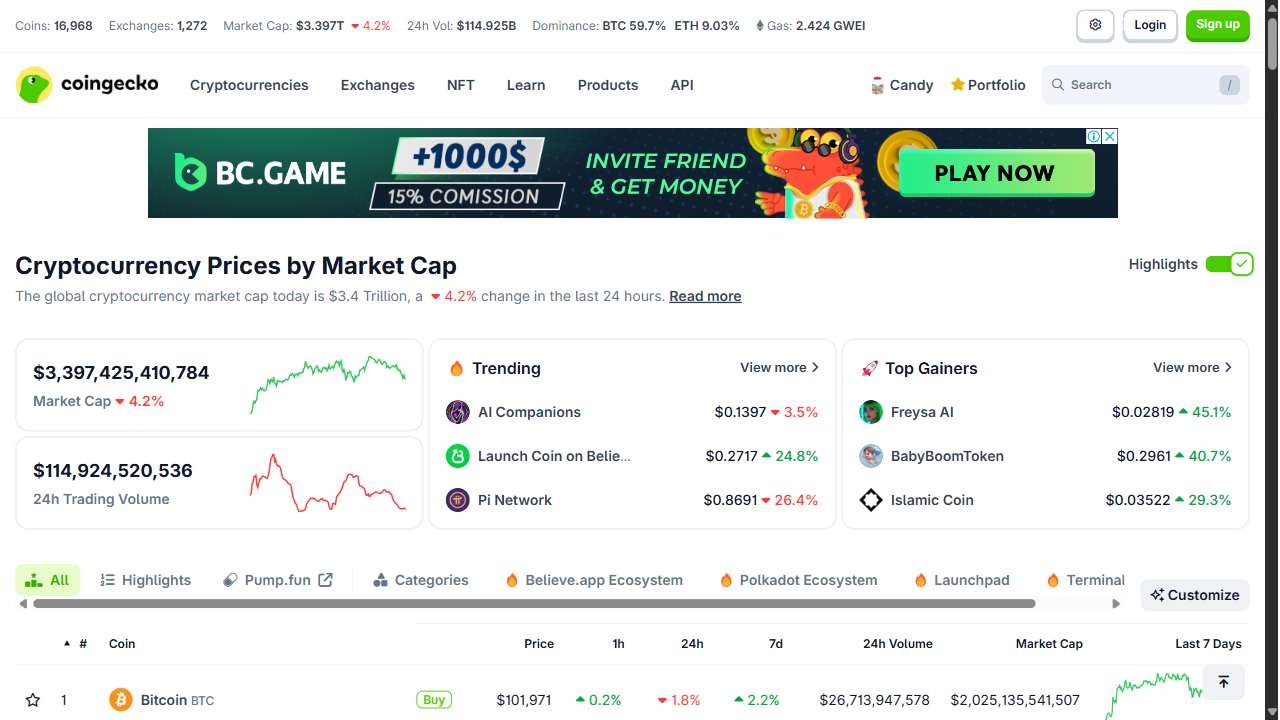 Coins: 16,968 Exchanges: 1,272 Market Cap: $3.397T 4.2% 24h Vol: $114.925B Dominance: BTC 59.7% ETH 9.03% Gas: 2.424 GWEI Login Sign up
coingecko Cryptocurrencies Exchanges NFT Learn Products API Candy Portfolio Search /
BC.GAME +1000$ 15% COMISSION INVITE FRIEND & GET MONEY PLAY NOW
Cryptocurrency Prices by Market Cap Highlights
The global cryptocurrency market cap today is $3.4 Trillion, a 4.2% change in the last 24 hours. Read more
$3,397,425,410,784
Market Cap 4.2%
$114,924,520,536
24h Trading Volume
Trending View more
AI Companions $0.1397 3.5%
Launch Coin on Belie... $0.2717 24.8%
Pi Network $0.8691 26.4%
Top Gainers View more
Freysa AI $0.02819 45.1%
BabyBoomToken $0.2961 40.7%
Islamic Coin $0.03522 29.3%
All Highlights Pump.fun Categories Believe.app Ecosystem Polkadot Ecosystem Launchpad Terminal Customize
# Coin Price 1h 24h 7d 24h Volume Market Cap Last 7 Days
1 Bitcoin BTC Buy $101,971 0.2% 1.8% 2.2% $26,713,947,578 $2,025,135,541,507